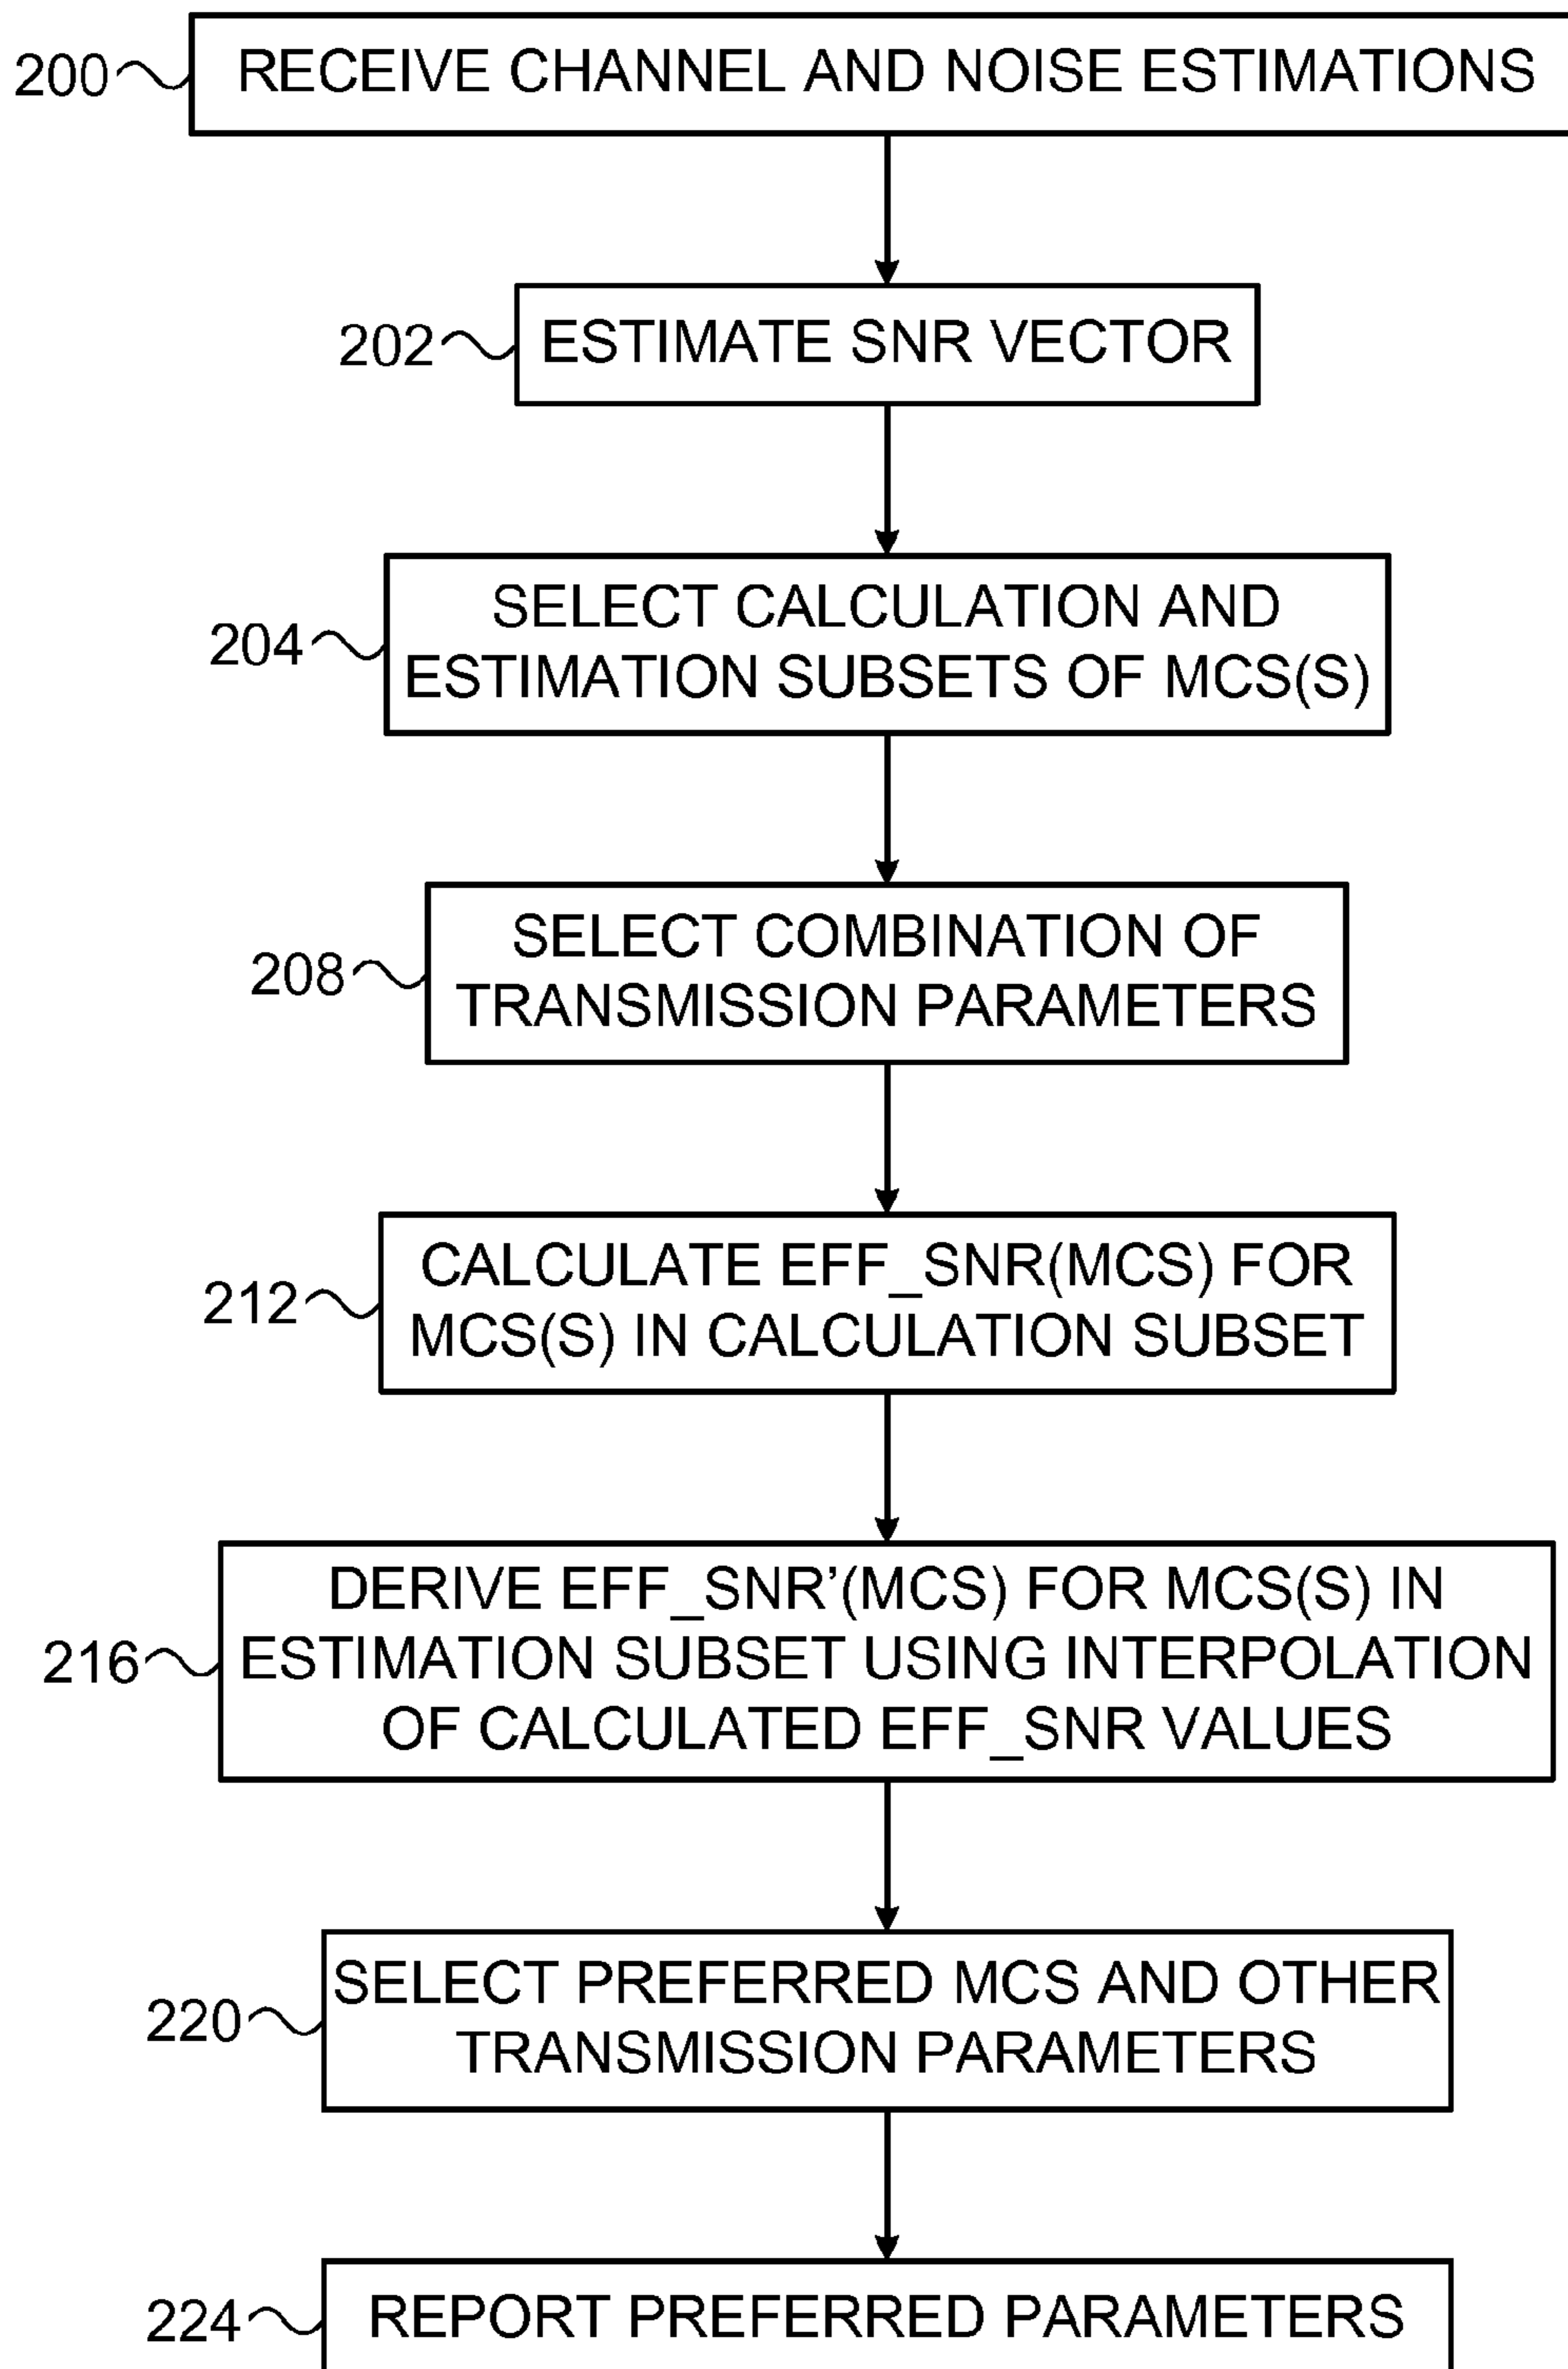 200 RECEIVE CHANNEL AND NOISE ESTIMATIONS
202 ESTIMATE SNR VECTOR
SELECT CALCULATION AND
204
ESTIMATION SUBSETS OF MCS(S)
SELECT COMBINATION OF
208
TRANSMISSION PARAMETERS
CALCULATE EFF_SNR(MCS) FOR
212
MCS(S) IN CALCULATION SUBSET
DERIVE EFF_SNR’(MCS) FOR MCS(S) IN
216 ESTIMATION SUBSET USING INTERPOLATION
OF CALCULATED EFF_SNR VALUES
SELECT PREFERRED MCS AND OTHER
220
TRANSMISSION PARAMETERS
224 REPORT PREFERRED PARAMETERS